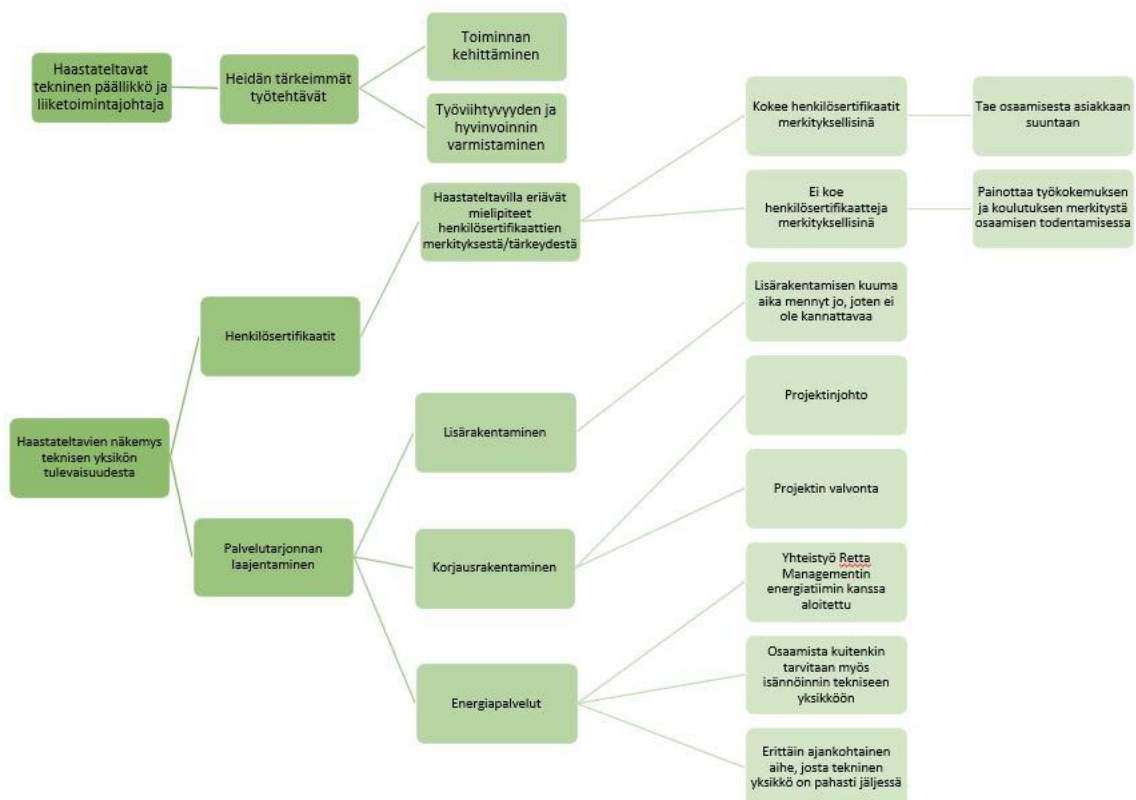 Haastateltavat
tekninen päällikkö ja
liiketoimintajohtaja
Heidän tärkeimmät
työtehtävät
Toiminnan
kehittäminen
Työviihtyvyyden ja
hyvinvoinnin
varmistaminen
Haastateltavien näkemys
teknisen yksikön
tulevaisuudesta
Henkilösertifikaatit
Haastateltavilla eriävät
mielipiteet
henkilösertifikaattien
merkityksestä/tärkeydestä
Kokee henkilösertifikaatit
merkityksellisinä
Tae osaamisesta asiakkaan
suuntaan
Ei koe
henkilösertifikaatteja
merkityksellisinä
Painottaa työkokemuksen
ja koulutuksen merkitystä
osaamisen todentamisessa
Palvelutarjonnan
laajentaminen
Lisärakentaminen
Lisärakentamisen kuuma
aika mennyt jo, joten ei
ole kannattavaa
Korjausrakentaminen
Projektinjohto
Projektin valvonta
Energiapalvelut
Yhteistyö Retta
Managementin
energiatiimin kanssa
aloitettu
Osaamista kuitenkin
tarvitaan myös
isännöinnin tekniseen
yksikköön
Erittäin ajankohtainen
aihe, josta tekninen
yksikkö on pahasti jäljessä